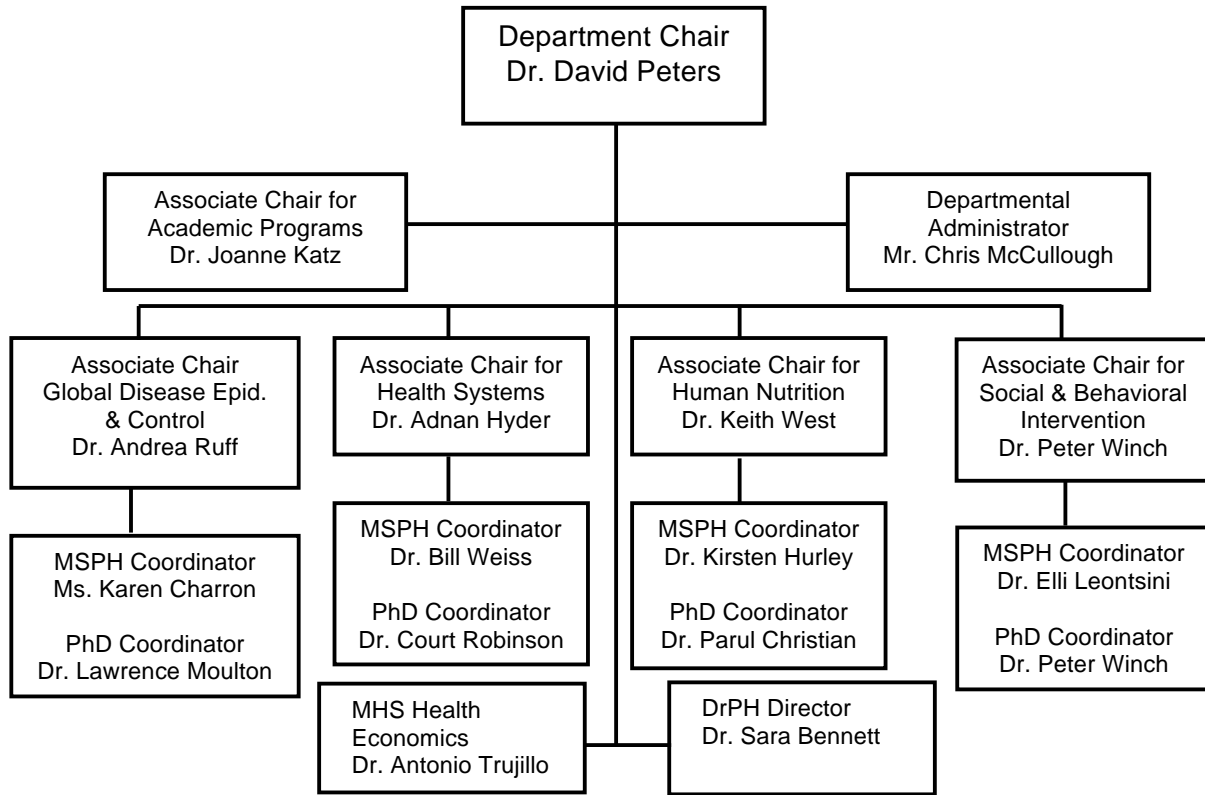 Department Chair
Dr. David Peters
Associate Chair for
Academic Programs
Dr. Joanne Katz
Departmental
Administrator
Mr. Chris McCullough
Associate Chair
Global Disease Epid.
& Control
Dr. Andrea Ruff
Associate Chair for
Health Systems
Dr. Adnan Hyder
Associate Chair for
Human Nutrition
Dr. Keith West
Associate Chair for
Social & Behavioral
Intervention
Dr. Peter Winch
MSPH Coordinator
Ms. Karen Charron
PhD Coordinator
Dr. Lawrence Moulton
MSPH Coordinator
Dr. Bill Weiss
PhD Coordinator
Dr. Court Robinson
MSPH Coordinator
Dr. Kirsten Hurley
PhD Coordinator
Dr. Parul Christian
MSPH Coordinator
Dr. Elli Leontsini
PhD Coordinator
Dr. Peter Winch
MHS Health
Economics
Dr. Antonio Trujillo
DrPH Director
Dr. Sara Bennett